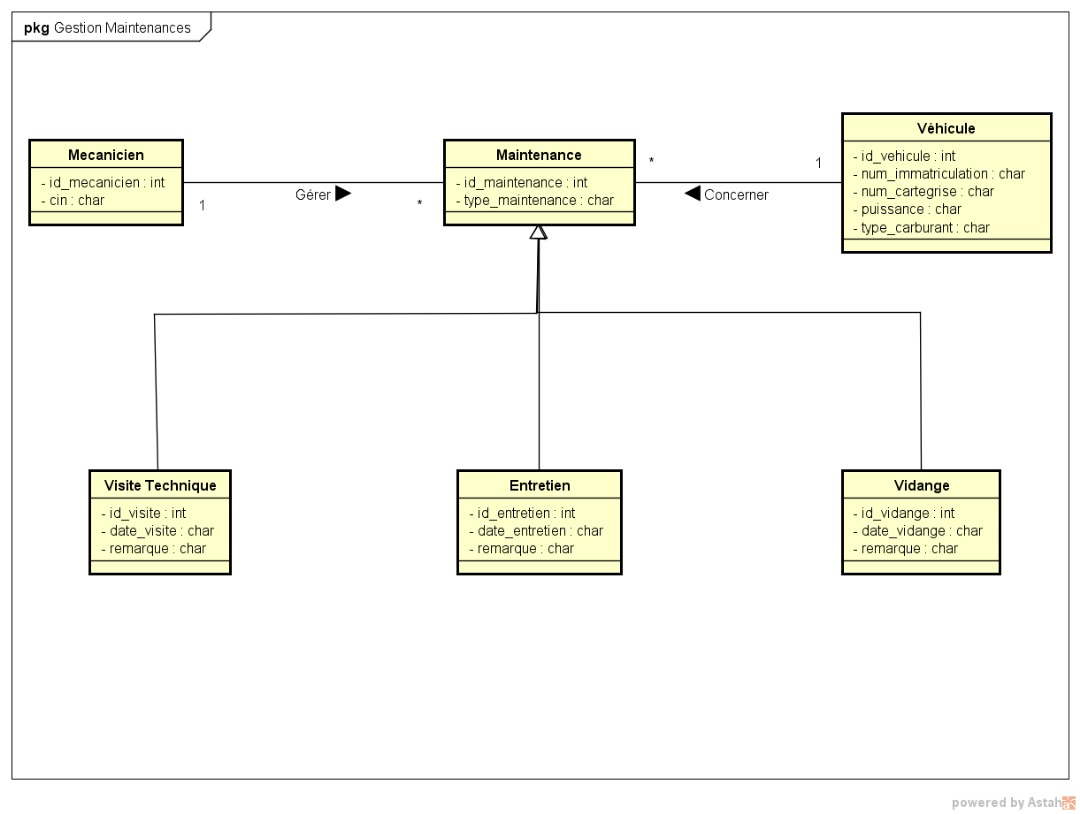 pkg Gestion Maintenances
Mecanicien
- id_mecanicien : int
- cin : char
Gérer
1
*
Maintenance
- id_maintenance : int
- type_maintenance : char
*
1
Concerner
Véhicule
- id_vehicule : int
- num_immatriculation : char
- num_cartegrise : char
- puissance : char
- type_carburant : char
Visite Technique
- id_visite : int
- date_visite : char
- remarque : char
Entretien
- id_entretien : int
- date_entretien : char
- remarque : char
Vidange
- id_vidange : int
- date_vidange : char
- remarque : char
powered by Astah